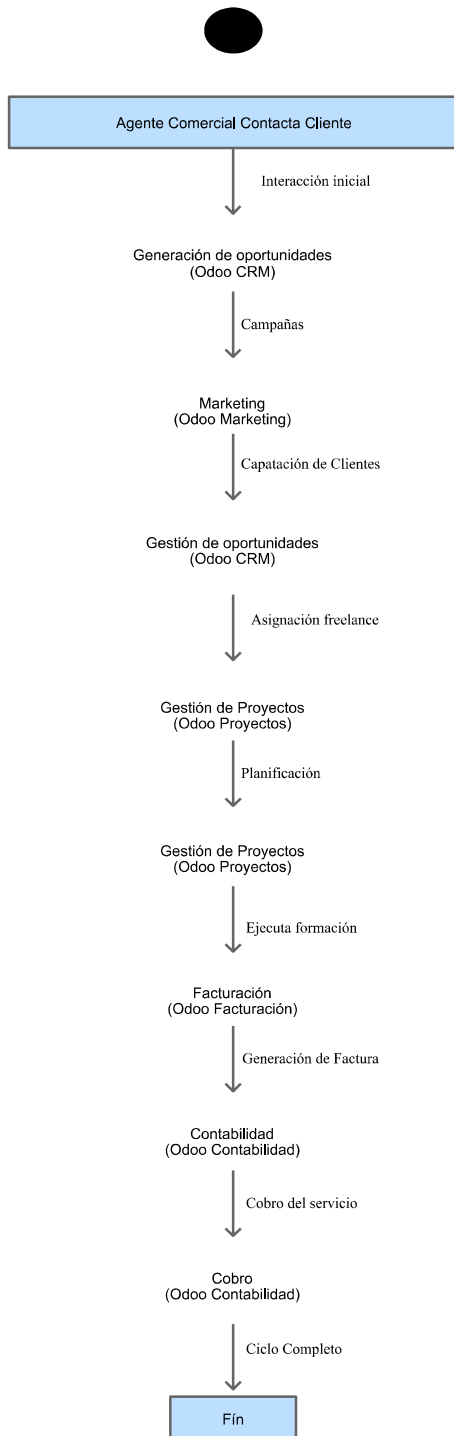 Agente Comercial Contacta Cliente
Interacción inicial
Generación de oportunidades
(Odoo CRM)
Campañas
Marketing
(Odoo Marketing)
Capatación de Clientes
Gestión de oportunidades
(Odoo CRM)
Asignación freelance
Gestión de Proyectos
(Odoo Proyectos)
Planificación
Gestión de Proyectos
(Odoo Proyectos)
Ejecuta formación
Facturación
(Odoo Facturación)
Generación de Factura
Contabilidad
(Odoo Contabilidad)
Cobro del servicio
Cobro
(Odoo Contabilidad)
Ciclo Completo
Fín